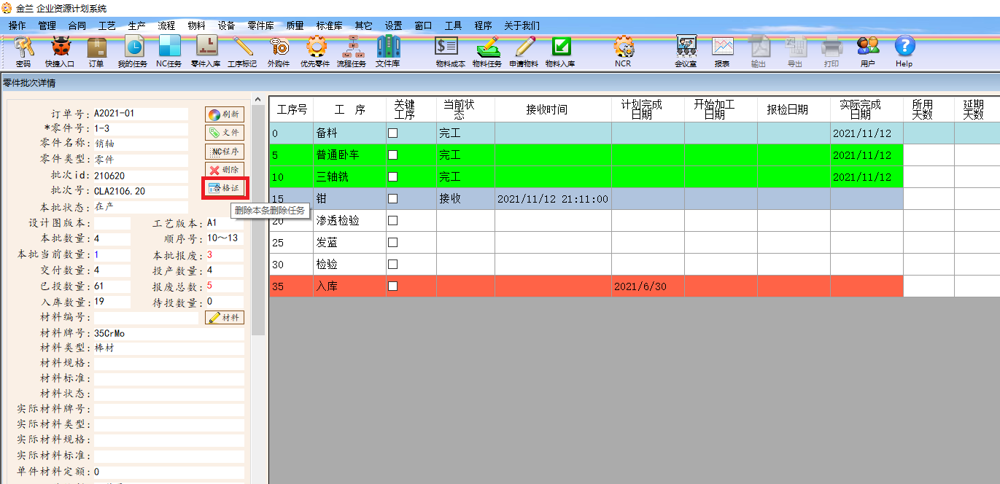 金兰 企业资源计划系统
操作 管理 合同 工艺 生产 流程 物料 设备 零件库 质量 标准库 其它 设置 窗口 工具 程序 关于我们
密码 快捷入口 订单 我的任务 NC任务 零件入库 工序标记 外购件 优先零件 流程任务 文件库 物料成本 物料任务 申请物料 物料入库 NCR 会议室 报表 输出 导出 打印 用户 Help
零件批次详情
订单号: A2021-01 刷新
*零件号: 1-3 文件
零件名称: 销轴
零件类型: 零件 NC程序
批次id: 210620 删除
批次号: CLA2106.20 合格证
本批状态: 在产
删除本条删除任务
设计图版本: 工艺版本: A1
本批数量: 4 顺序号: 10～13
本批当前数量: 1 本批报废: 3
交付数量: 4 投产数量: 4
已投数量: 61 报废总数: 5
入库数量: 19 待投数量: 0
材料编号: 材料
材料牌号: 35CrMo
材料类型: 棒材
材料规格:
材料标准:
材料状态:
实际材料牌号:
实际材料类型:
实际材料规格:
实际材料标准:
单件材料定额: 0
工序号 工 序 关键工序 当前状态 接收时间 计划完成日期 开始加工日期 报检日期 实际完成日期 所用天数 延期天数
0 备料 完工 2021/11/12
5 普通卧车 完工 2021/11/12
10 三轴铣 完工 2021/11/12
15 钳 接收 2021/11/12 21:11:00
20 渗透检验
25 发蓝
30 检验
35 入库 2021/6/30